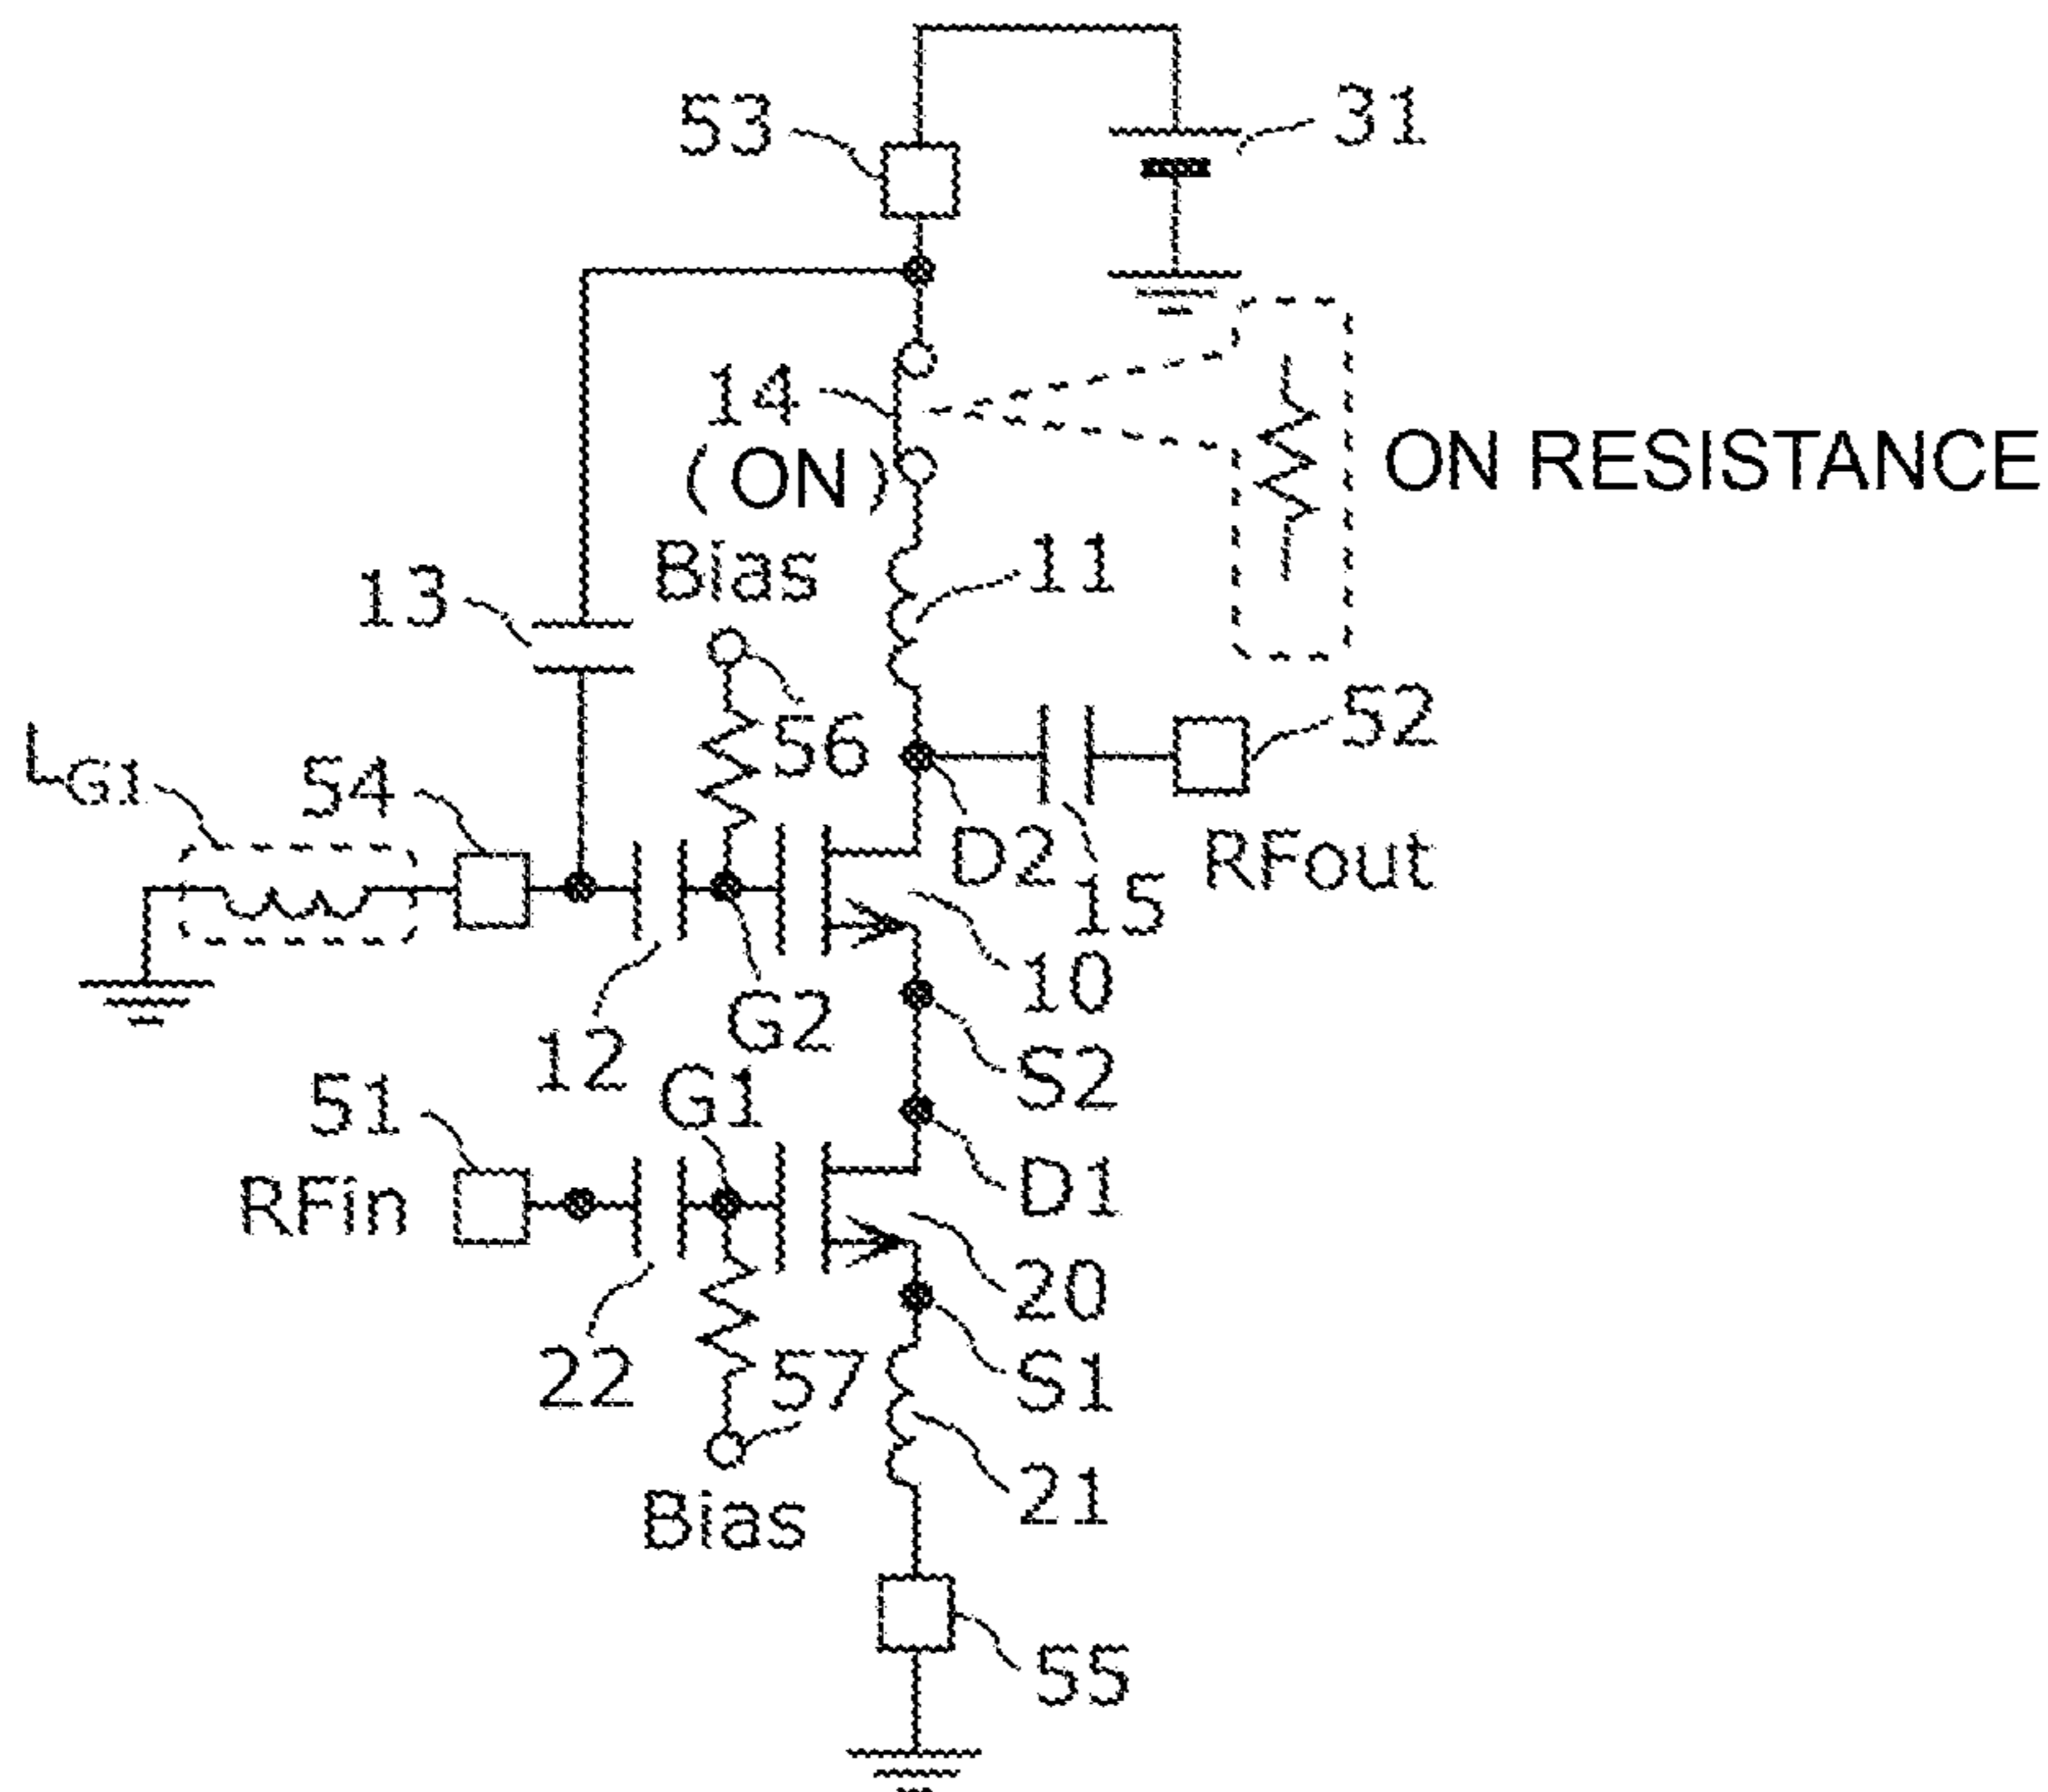 53
31
14
(ON)
ON RESISTANCE
Bias
11
13
56
52
LG1
54
D2
RFout
15
10
G2
12
S2
51
G1
RFin
D1
20
22
57
S1
21
Bias
55